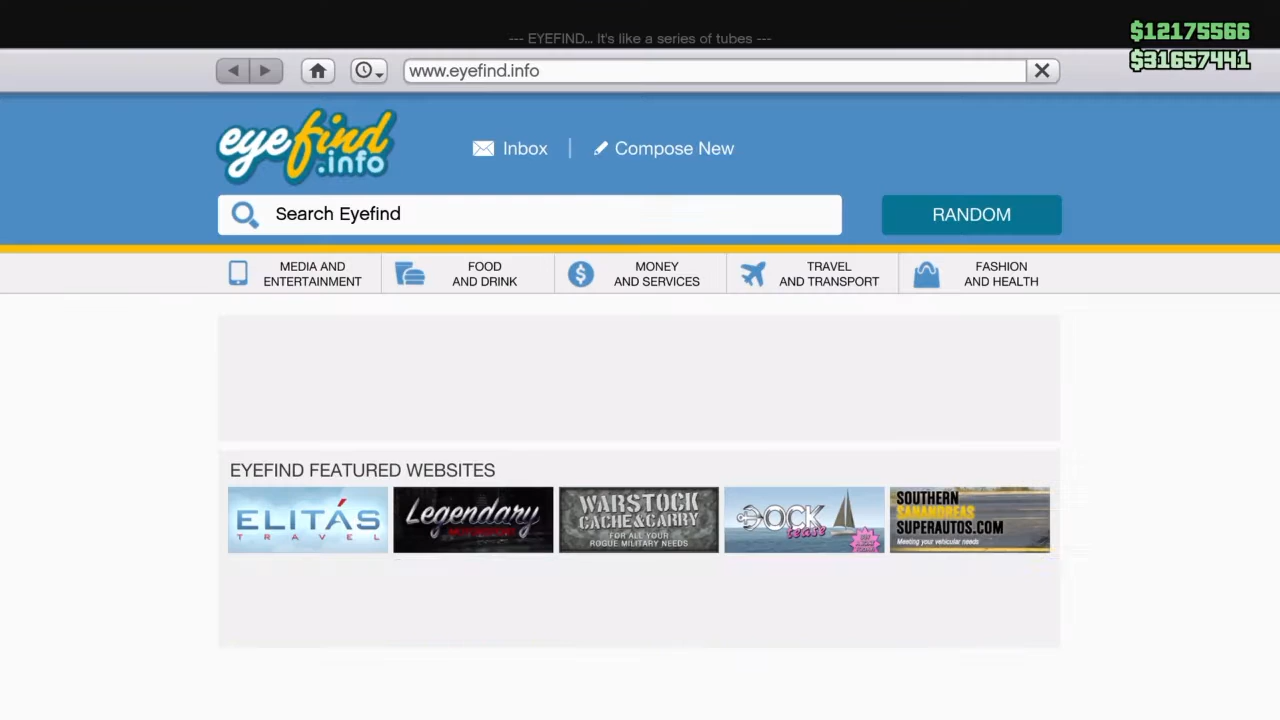 --- EYEFIND... It's like a series of tubes ---
$12175566
$31657441
www.eyefind.info
eyefind
.info
Inbox
Compose New
Search Eyefind
RANDOM
MEDIA AND
ENTERTAINMENT
FOOD
AND DRINK
MONEY
AND SERVICES
TRAVEL
AND TRANSPORT
FASHION
AND HEALTH
EYEFIND FEATURED WEBSITES
ELITÁS
TRAVEL
Legendary
WARSTOCK
CACHE&CARRY
FOR ALL YOUR
ROGUE MILITARY NEEDS
DOCK
tease
SOUTHERN
SANANDREAS
SUPERAUTOS.COM
Meeting your vehicular needs